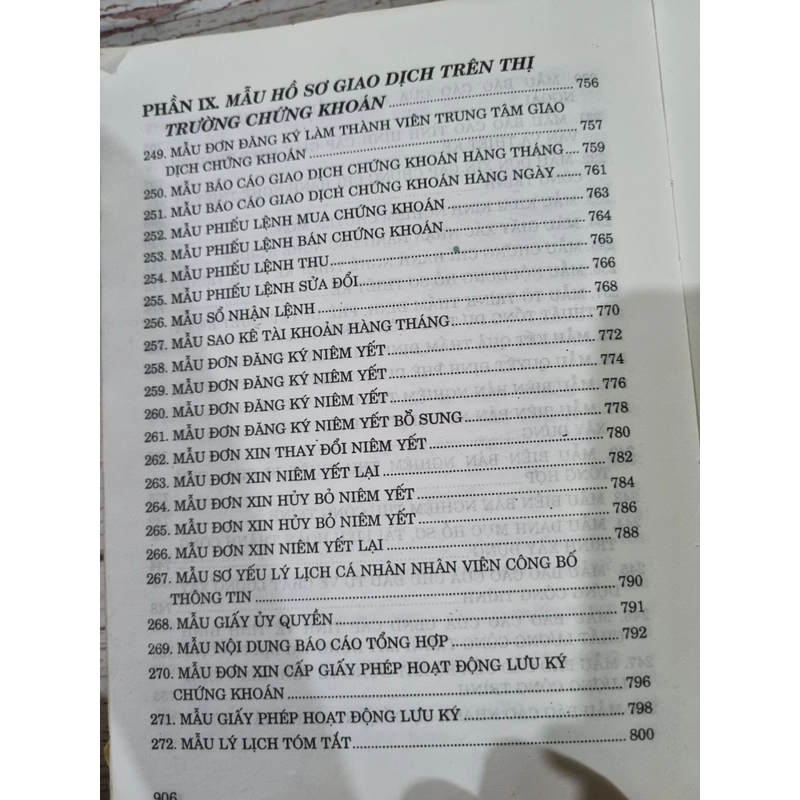 PHẦN IX. MẪU HỒ SƠ GIAO DỊCH TRÊN THỊ
TRƯỜNG CHỨNG KHOÁN ........ 756
249. MẪU ĐƠN ĐĂNG KÝ LÀM THÀNH VIÊN TRUNG TÂM GIAO
DỊCH CHỨNG KHOÁN ........ 757
250. MẪU BÁO CÁO GIAO DỊCH CHỨNG KHOÁN HÀNG THÁNG .... 759
251. MẪU BÁO CÁO GIAO DỊCH CHỨNG KHOÁN HÀNG NGÀY ....... 761
252. MẪU PHIẾU LỆNH MUA CHỨNG KHOÁN ........ 763
253. MẪU PHIẾU LỆNH BÁN CHỨNG KHOÁN ........ 764
254. MẪU PHIẾU LỆNH THU ........ 765
255. MẪU PHIẾU LỆNH SỬA ĐỔI ........ 766
256. MẪU SỔ NHẬN LỆNH ........ 768
257. MẪU SAO KÊ TÀI KHOẢN HÀNG THÁNG ........ 770
258. MẪU ĐƠN ĐĂNG KÝ NIÊM YẾT ........ 772
259. MẪU ĐƠN ĐĂNG KÝ NIÊM YẾT ........ 774
260. MẪU ĐƠN ĐĂNG KÝ NIÊM YẾT ........ 776
261. MẪU ĐƠN ĐĂNG KÝ NIÊM YẾT BỔ SUNG ........ 778
262. MẪU ĐƠN XIN THAY ĐỔI NIÊM YẾT ........ 780
263. MẪU ĐƠN XIN NIÊM YẾT LẠI ........ 782
264. MẪU ĐƠN XIN HỦY BỎ NIÊM YẾT ........ 784
265. MẪU ĐƠN XIN HỦY BỎ NIÊM YẾT ........ 786
266. MẪU ĐƠN XIN NIÊM YẾT LẠI ........ 788
267. MẪU SƠ YẾU LÝ LỊCH CÁ NHÂN NHÂN VIÊN CÔNG BỐ
THÔNG TIN ........ 790
268. MẪU GIẤY ỦY QUYỀN ........ 791
269. MẪU NỘI DUNG BÁO CÁO TỔNG HỢP ........ 792
270. MẪU ĐƠN XIN CẤP GIẤY PHÉP HOẠT ĐỘNG LƯU KÝ
CHỨNG KHOÁN ........ 796
271. MẪU GIẤY PHÉP HOẠT ĐỘNG LƯU KÝ ........ 798
272. MẪU LÝ LỊCH TÓM TẮT ........ 800
906